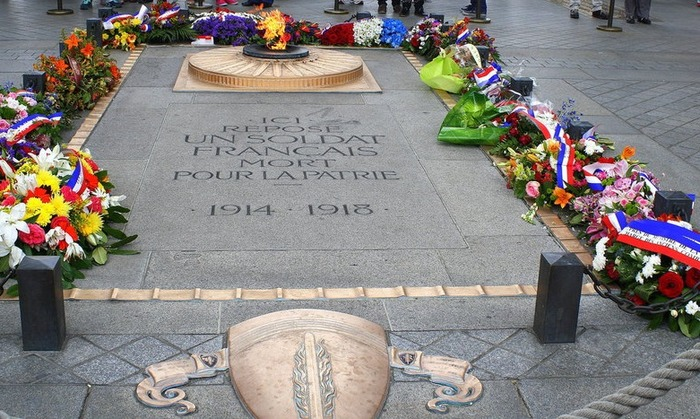 ICI
REPOSE
UN SOLDAT
FRANÇAIS
MORT
POUR LA PATRIE
1914 · 1918